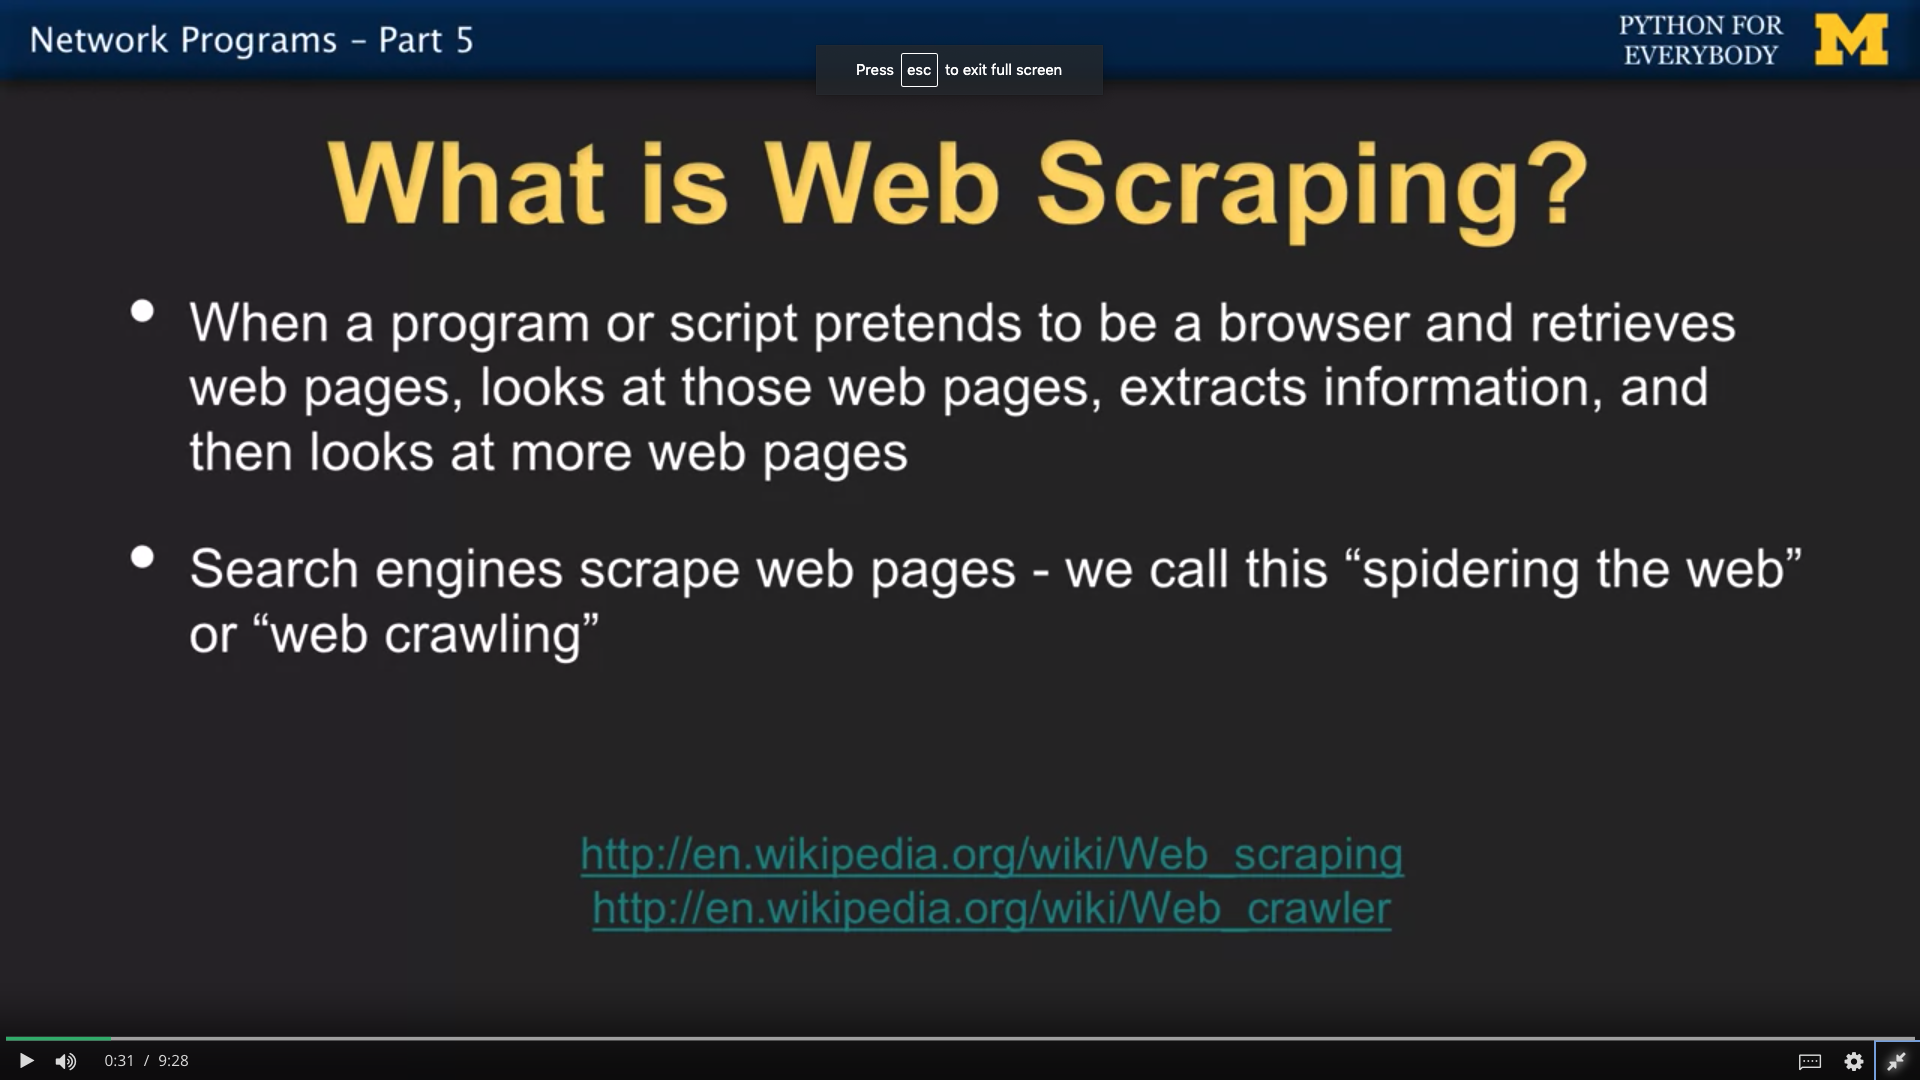 Network Programs – Part 5
PYTHON FOR
EVERYBODY
M
Press esc to exit full screen
What is Web Scraping?
• When a program or script pretends to be a browser and retrieves
web pages, looks at those web pages, extracts information, and
then looks at more web pages
• Search engines scrape web pages - we call this “spidering the web”
or “web crawling”
http://en.wikipedia.org/wiki/Web_scraping
http://en.wikipedia.org/wiki/Web_crawler
0:31 / 9:28